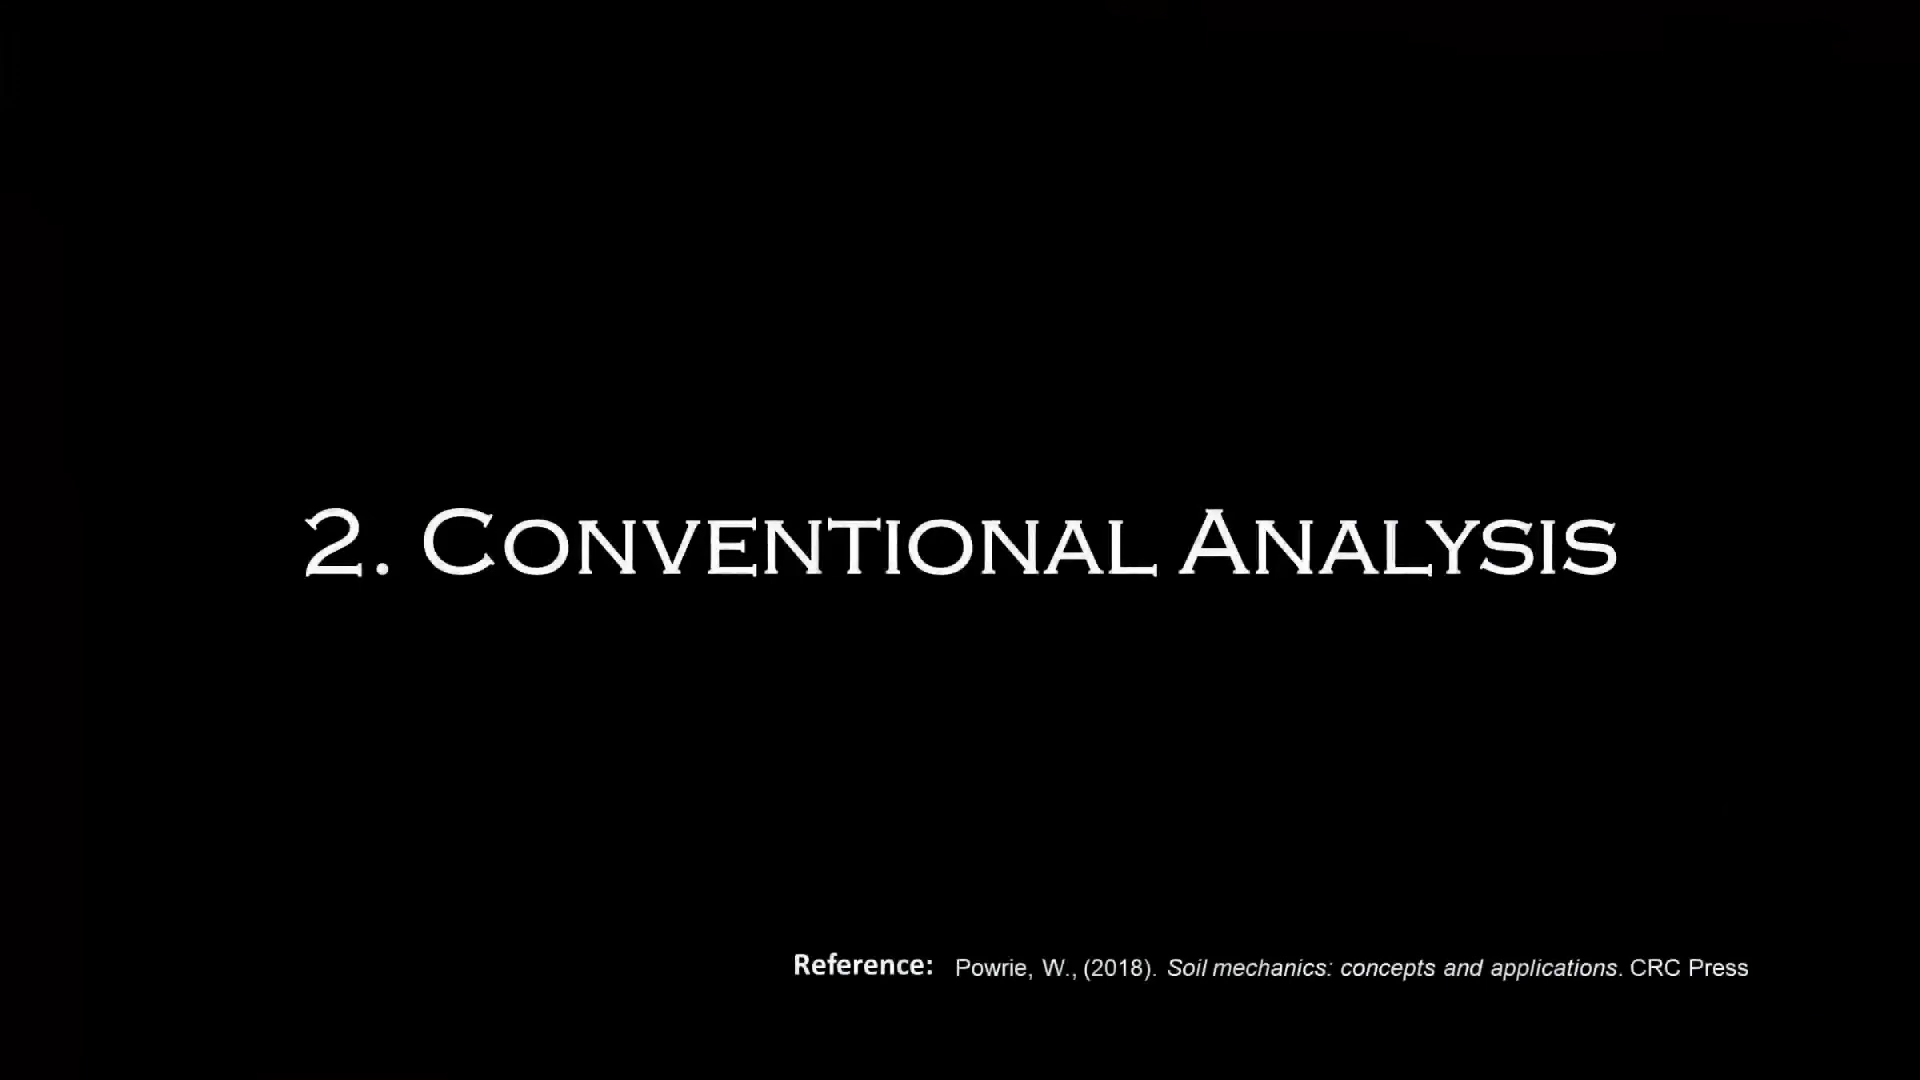 2. Conventional Analysis
Reference: Powrie, W., (2018). Soil mechanics: concepts and applications. CRC Press